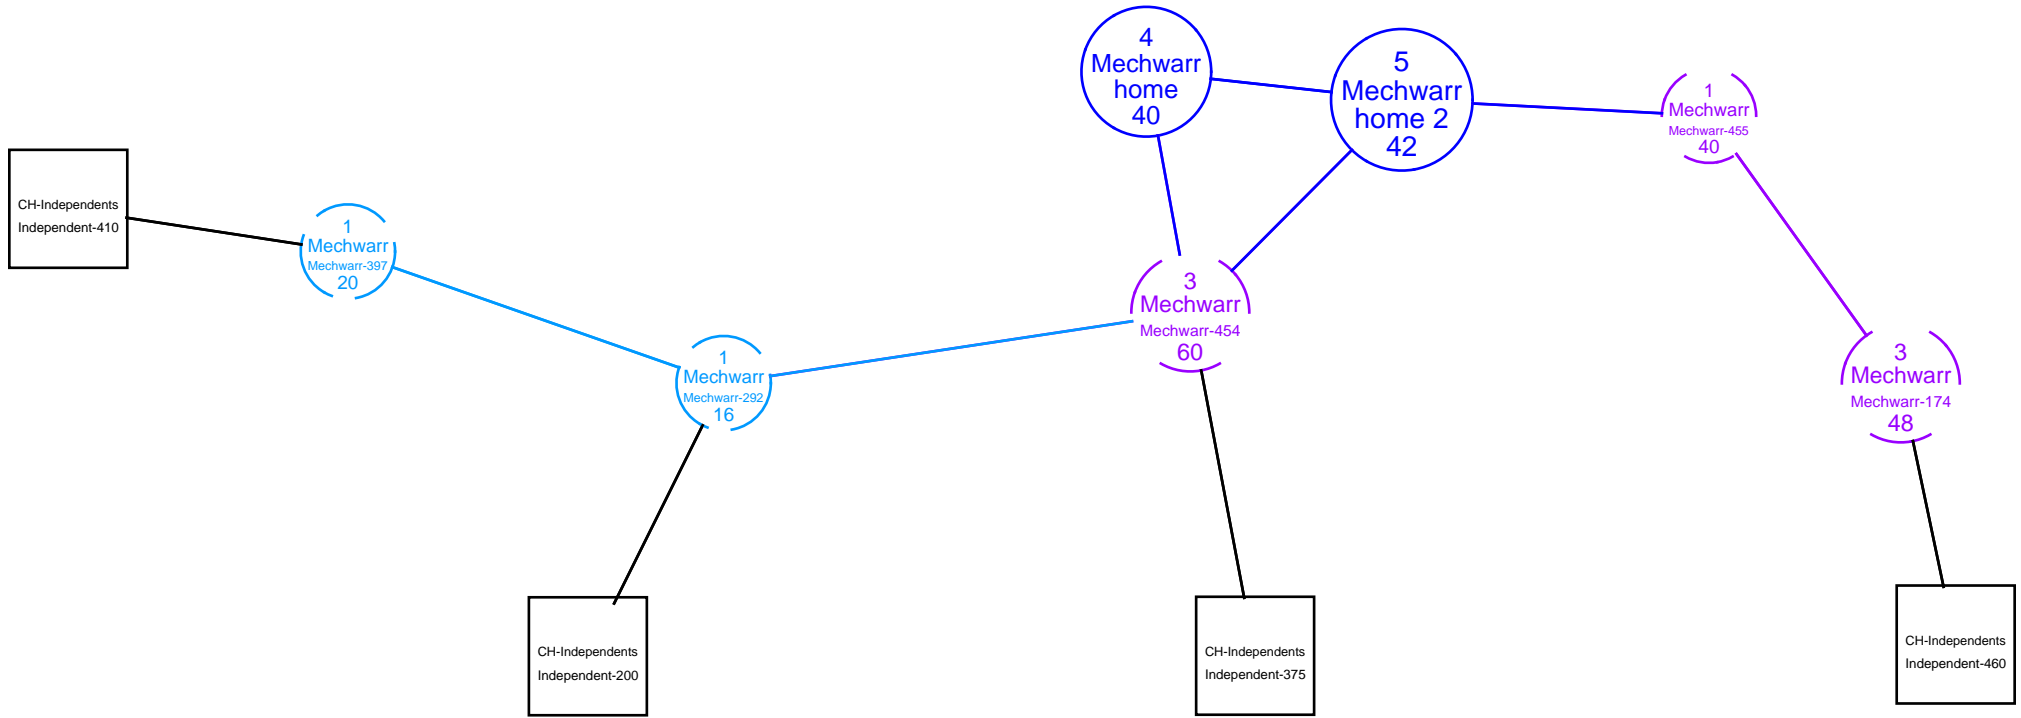 4
Mechwarr
home
40
5
Mechwarr
home 2
42
1
Mechwarr
Mechwarr-455
40
CH-Independents
Independent-410
1
Mechwarr
Mechwarr-397
20
3
Mechwarr
Mechwarr-454
60
1
Mechwarr
Mechwarr-292
16
3
Mechwarr
Mechwarr-174
48
CH-Independents
Independent-200
CH-Independents
Independent-375
CH-Independents
Independent-460